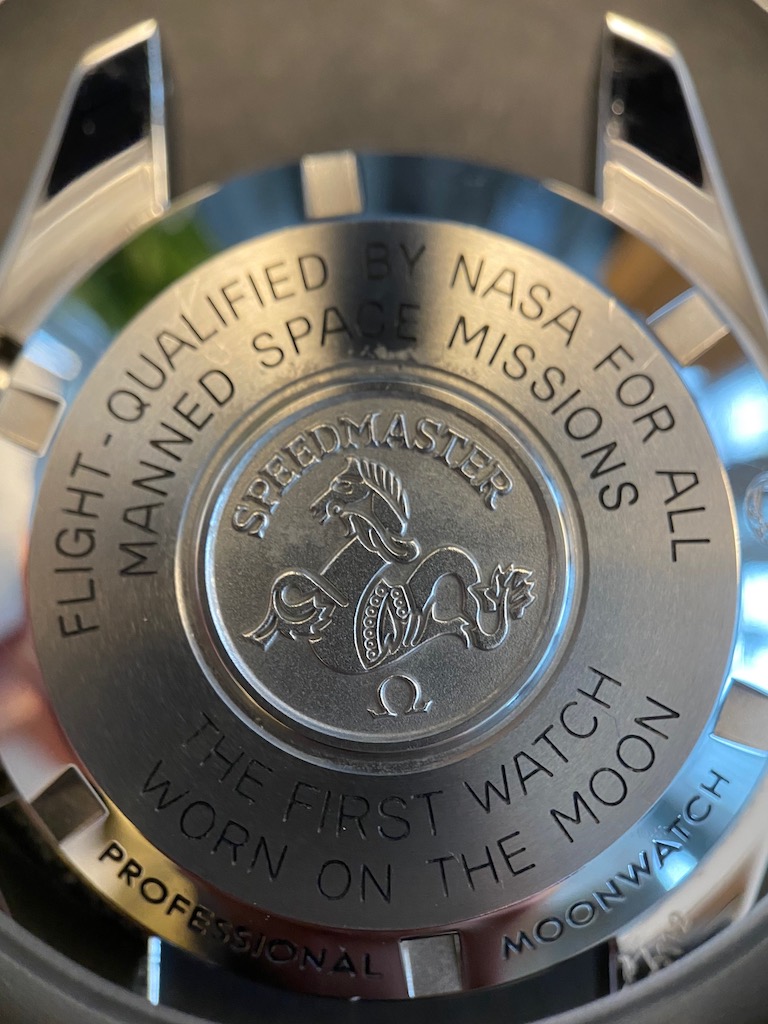 FLIGHT-QUALIFIED BY NASA FOR ALL
MANNED SPACE MISSIONS
SPEEDMASTER
Ω
THE FIRST WATCH
WORN ON THE MOON
PROFESSIONAL MOONWATCH